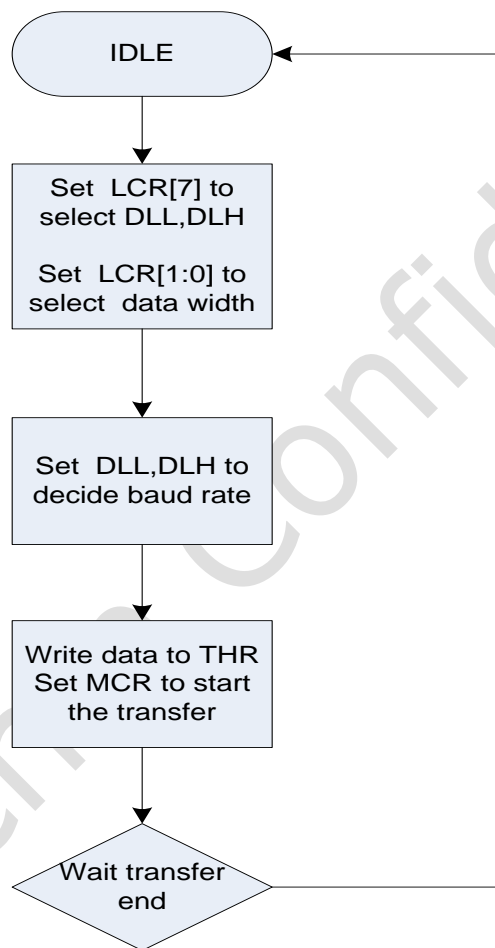 IDLE
Set LCR[7] to
select DLL,DLH
Set LCR[1:0] to
select data width
Set DLL,DLH to
decide baud rate
Write data to THR
Set MCR to start
the transfer
Wait transfer
end